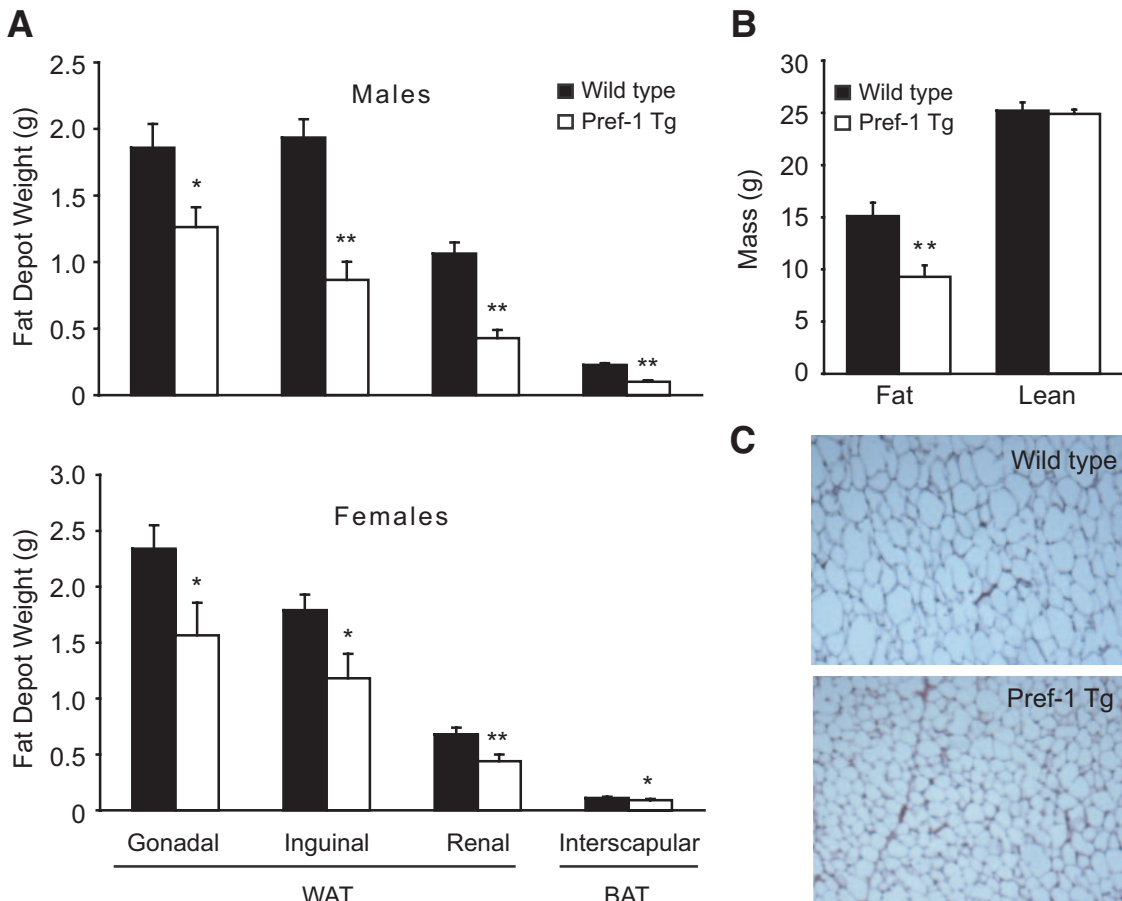 A
Fat Depot Weight (g)
2.5
2.0
1.5
1.0
0.5
0
Males
Wild type
Pref-1 Tg
*
**
**
**
Fat Depot Weight (g)
3.0
2.5
2.0
1.5
1.0
0.5
0
Females
*
*
**
*
Gonadal Inguinal Renal Interscapular
WAT BAT
B
Mass (g)
30
25
20
15
10
5
0
Wild type
Pref-1 Tg
**
Fat Lean
C
Wild type
Pref-1 Tg